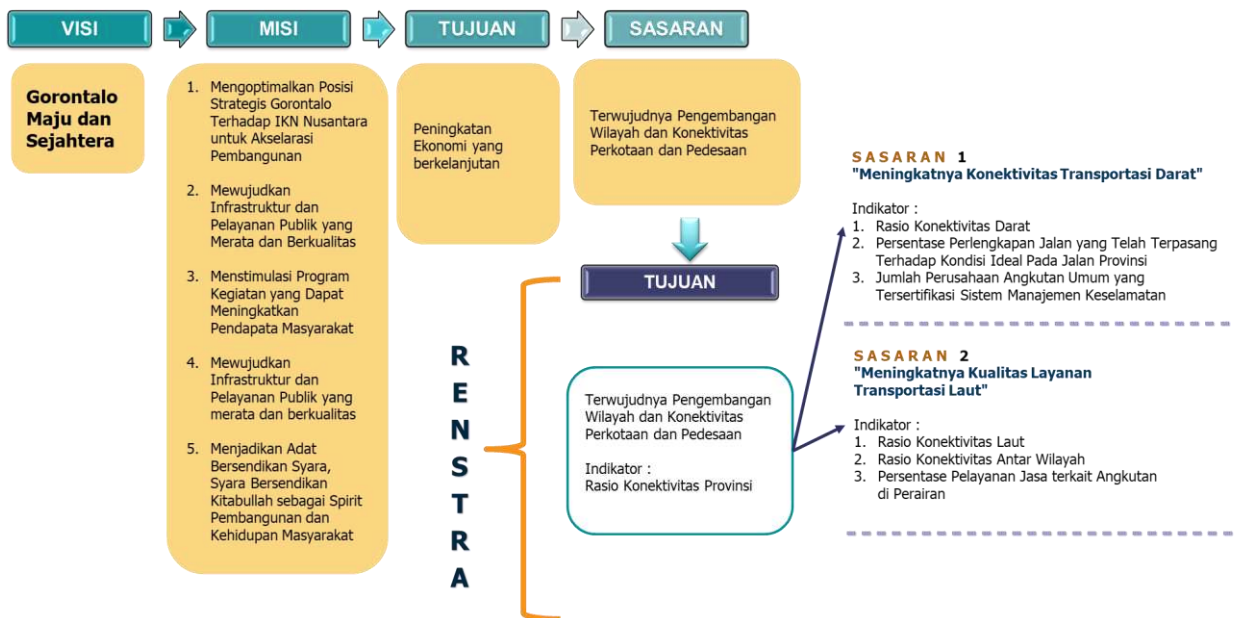 VISI
MISI
TUJUAN
SASARAN
Gorontalo
Maju dan
Sejahtera
1. Mengoptimalkan Posisi
Strategis Gorontalo
Terhadap IKN Nusantara
untuk Akselarasi
Pembangunan
2. Mewujudkan
Infrastruktur dan
Pelayanan Publik yang
Merata dan Berkualitas
3. Menstimulasi Program
Kegiatan yang Dapat
Meningkatkan
Pendapata Masyarakat
4. Mewujudkan
Infrastruktur dan
Pelayanan Publik yang
merata dan berkualitas
5. Menjadikan Adat
Bersendikan Syara,
Syara Bersendikan
Kitabullah sebagai Spirit
Pembangunan dan
Kehidupan Masyarakat
Peningkatan
Ekonomi yang
berkelanjutan
Terwujudnya Pengembangan
Wilayah dan Konektivitas
Perkotaan dan Pedesaan
RENSTRA
TUJUAN
Terwujudnya Pengembangan
Wilayah dan Konektivitas
Perkotaan dan Pedesaan
Indikator :
Rasio Konektivitas Provinsi
SASARAN 1
"Meningkatnya Konektivitas Transportasi Darat"
Indikator :
1. Rasio Konektivitas Darat
2. Persentase Perlengkapan Jalan yang Telah Terpasang
Terhadap Kondisi Ideal Pada Jalan Provinsi
3. Jumlah Perusahaan Angkutan Umum yang
Tersertifikasi Sistem Manajemen Keselamatan
SASARAN 2
"Meningkatnya Kualitas Layanan
Transportasi Laut"
Indikator :
1. Rasio Konektivitas Laut
2. Rasio Konektivitas Antar Wilayah
3. Persentase Pelayanan Jasa terkait Angkutan
di Perairan